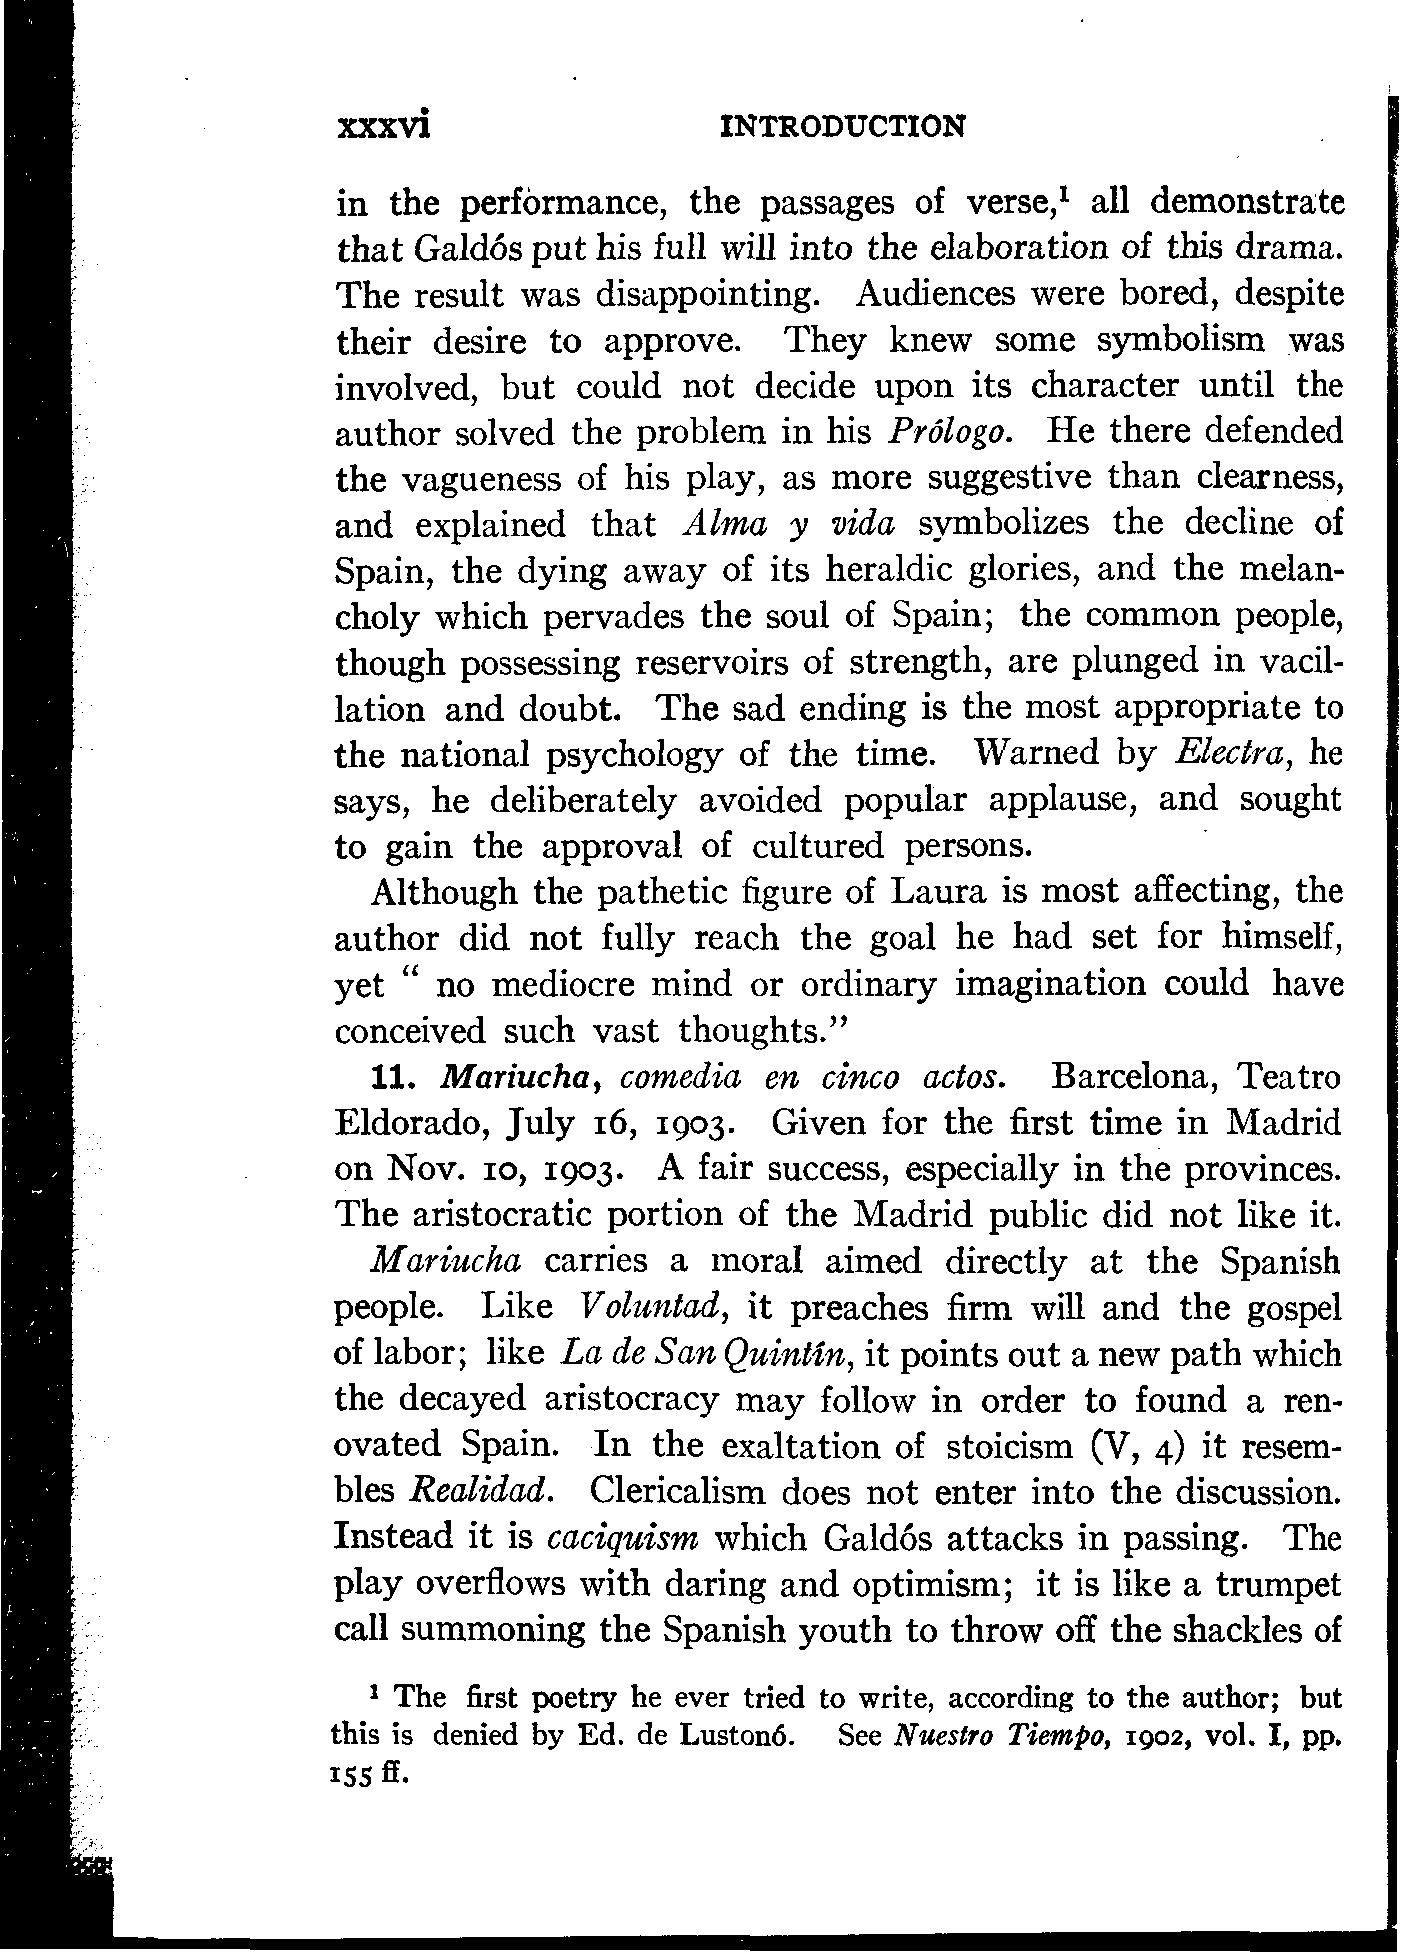 xxxvi INTRODUCTION
in the performance, the passages of verse,¹ all demonstrate
that Galdós put his full will into the elaboration of this drama.
The result was disappointing. Audiences were bored, despite
their desire to approve. They knew some symbolism was
involved, but could not decide upon its character until the
author solved the problem in his Prólogo. He there defended
the vagueness of his play, as more suggestive than clearness,
and explained that Alma y vida symbolizes the decline of
Spain, the dying away of its heraldic glories, and the melan-
choly which pervades the soul of Spain; the common people,
though possessing reservoirs of strength, are plunged in vacil-
lation and doubt. The sad ending is the most appropriate to
the national psychology of the time. Warned by Electra, he
says, he deliberately avoided popular applause, and sought
to gain the approval of cultured persons.
Although the pathetic figure of Laura is most affecting, the
author did not fully reach the goal he had set for himself,
yet “ no mediocre mind or ordinary imagination could have
conceived such vast thoughts.”
11. Mariucha, comedia en cinco actos. Barcelona, Teatro
Eldorado, July 16, 1903. Given for the first time in Madrid
on Nov. 10, 1903. A fair success, especially in the provinces.
The aristocratic portion of the Madrid public did not like it.
Mariucha carries a moral aimed directly at the Spanish
people. Like Voluntad, it preaches firm will and the gospel
of labor; like La de San Quintín, it points out a new path which
the decayed aristocracy may follow in order to found a ren-
ovated Spain. In the exaltation of stoicism (V, 4) it resem-
bles Realidad. Clericalism does not enter into the discussion.
Instead it is caciquism which Galdós attacks in passing. The
play overflows with daring and optimism; it is like a trumpet
call summoning the Spanish youth to throw off the shackles of
¹ The first poetry he ever tried to write, according to the author; but
this is denied by Ed. de Lustonó. See Nuestro Tiempo, 1902, vol. I, pp.
155 ff.